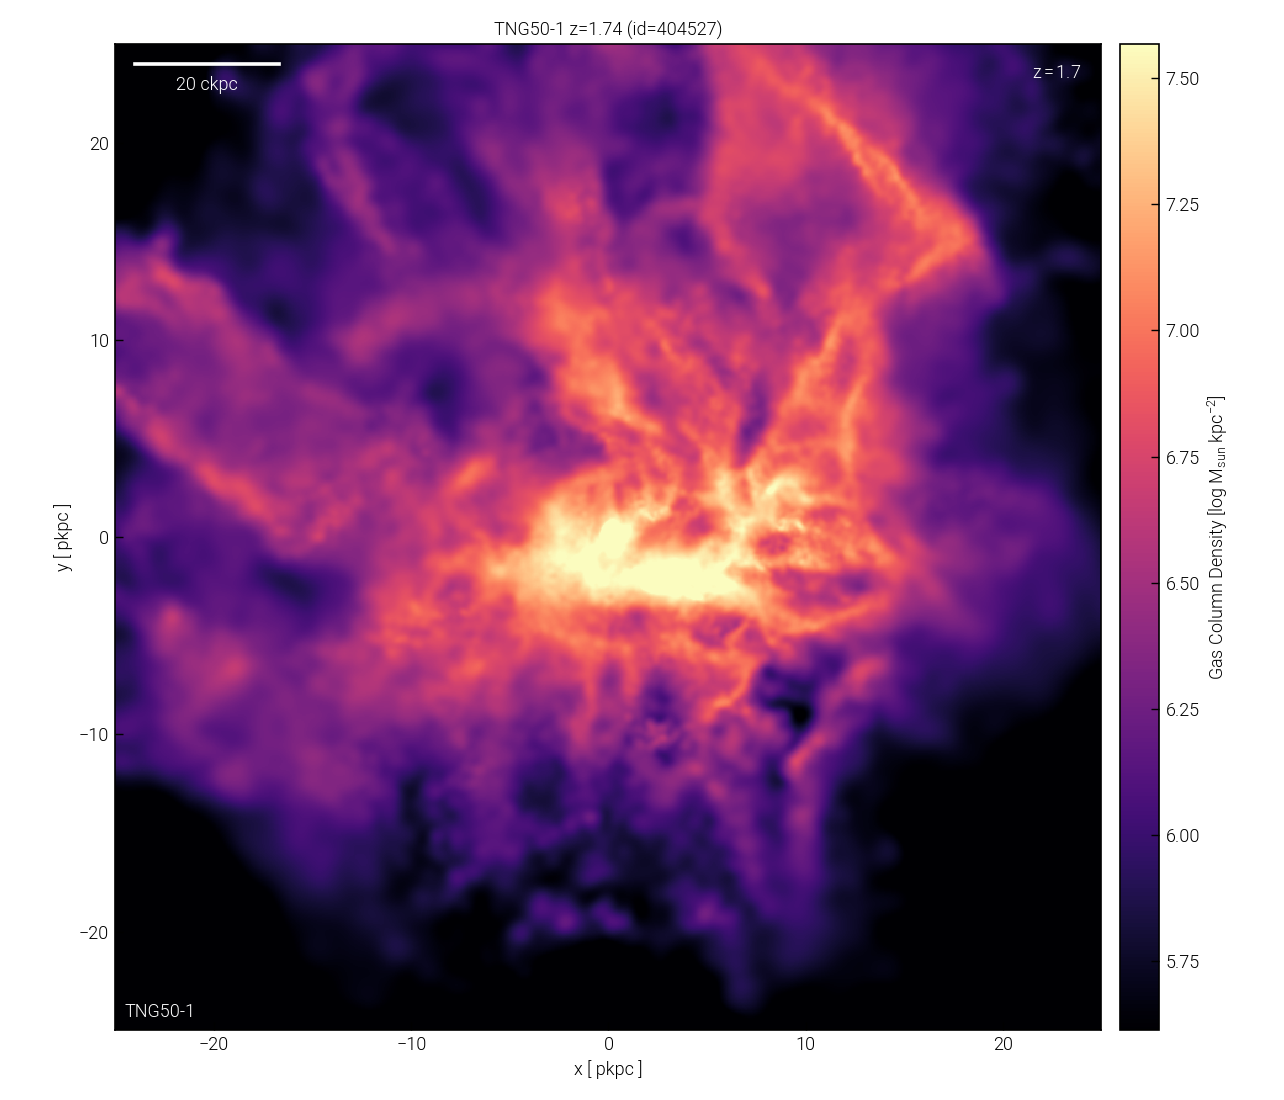 TNG50-1 z=1.74 (id=404527)
20 ckpc
z=1.7
TNG50-1
20
10
0
−10
−20
−20
−10
0
10
20
x [ pkpc ]
y [ pkpc ]
7.50
7.25
7.00
6.75
6.50
6.25
6.00
5.75
Gas Column Density [log M_sun kpc⁻²]